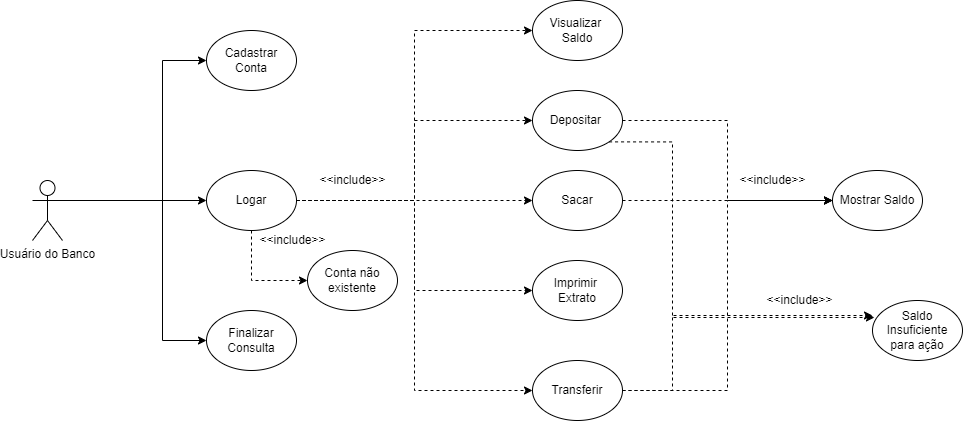 Visualizar
Saldo
Cadastrar
Conta
Depositar
<<include>>
<<include>>
Logar
Sacar
Mostrar Saldo
<<include>>
Usuário do Banco
Conta não
existente
Imprimir
Extrato
<<include>>
Saldo
Insuficiente
para ação
Finalizar
Consulta
Transferir